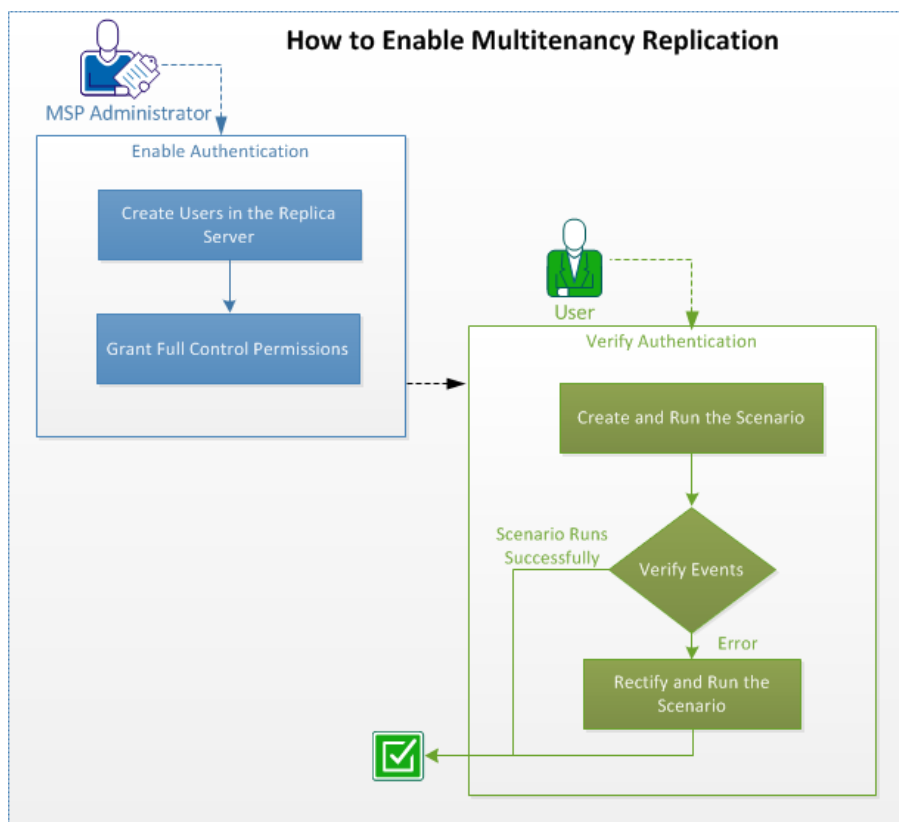 How to Enable Multitenancy Replication
MSP Administrator
Enable Authentication
Create Users in the Replica
Server
Grant Full Control Permissions
User
Verify Authentication
Create and Run the Scenario
Scenario Runs
Successfully
Verify Events
Error
Rectify and Run the
Scenario